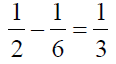 1/2 − 1/6 = 1/3